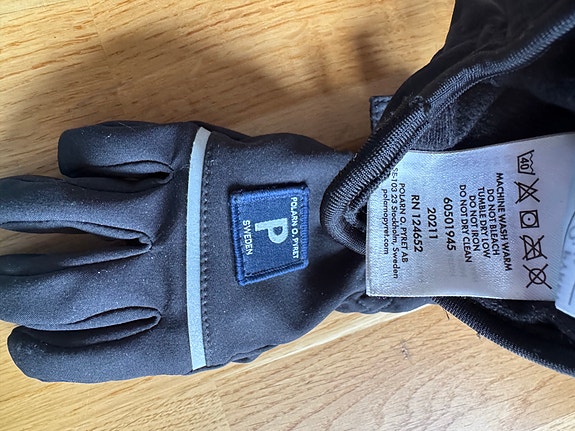 P
POLARN O. PYRET
SWEDEN
40
MACHINE WASH WARM
DO NOT BLEACH
DO NOT IRON
TUMBLE DRY LOW
DO NOT DRY CLEAN
60501945
20211
RN 124652
POLARN O. PYRET AB
SE-103 23 Stockholm, Sweden
polarnopyret.com